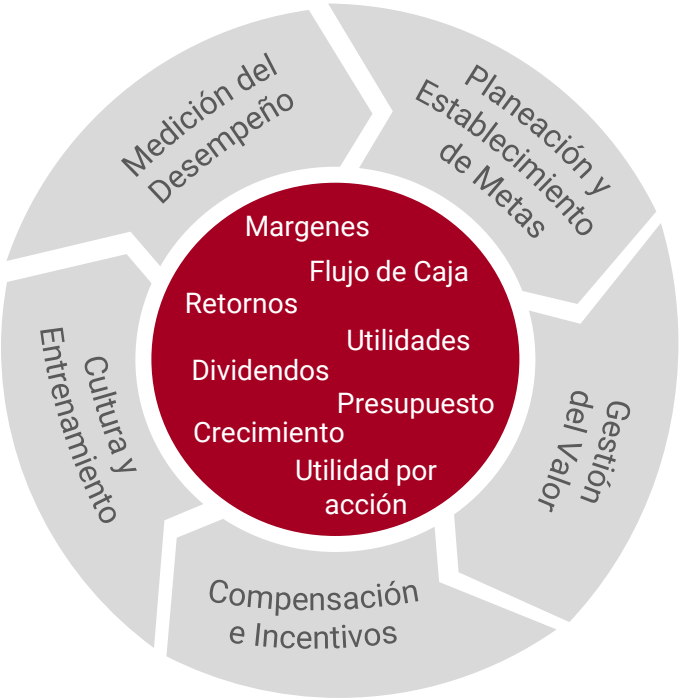 Medición del
Desempeño
Planeación y
Establecimiento
de Metas
Margenes
Flujo de Caja
Retornos
Utilidades
Dividendos
Presupuesto
Crecimiento
Utilidad por
acción
Gestión
del Valor
Compensación
e Incentivos
Cultura y
Entrenamiento